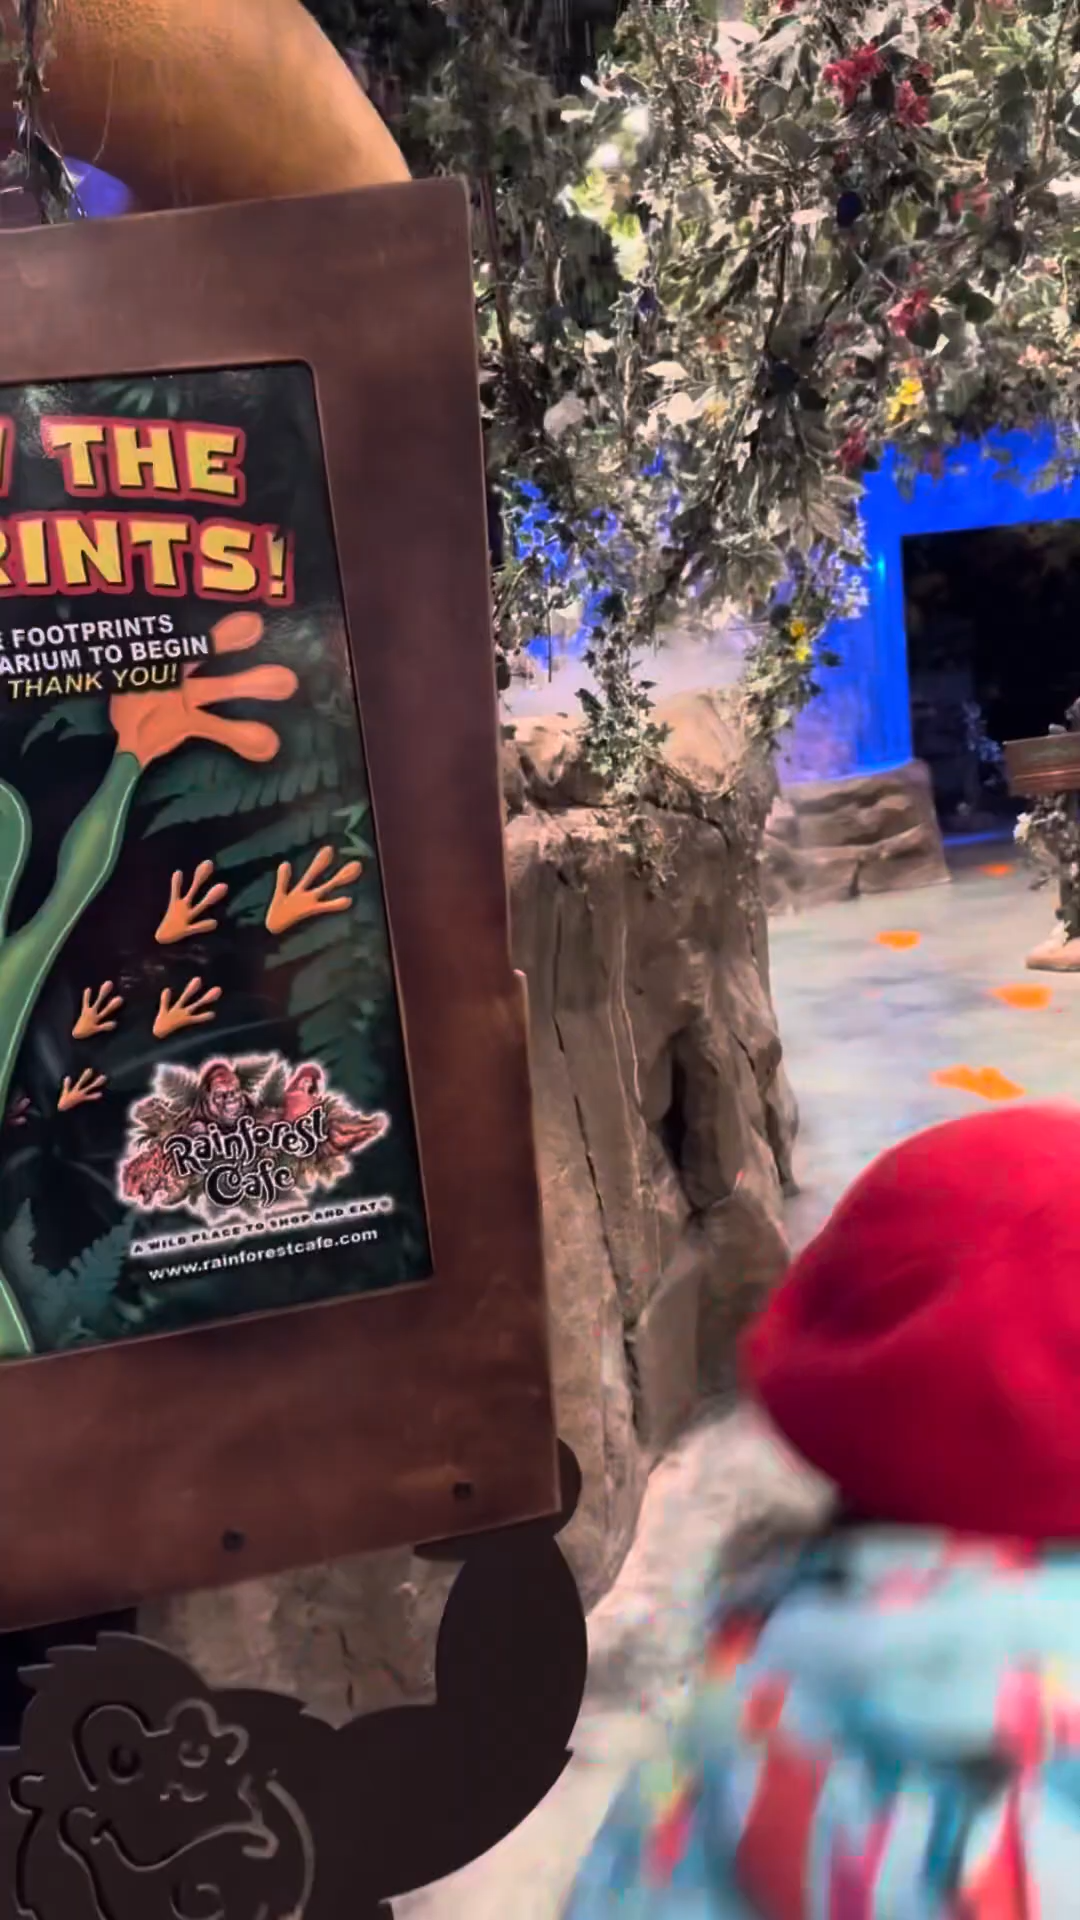 THE
RINTS!
FOOTPRINTS
ARIUM TO BEGIN
THANK YOU!
Rainforest
Cafe
A WILD PLACE TO SHOP AND EAT®
www.rainforestcafe.com